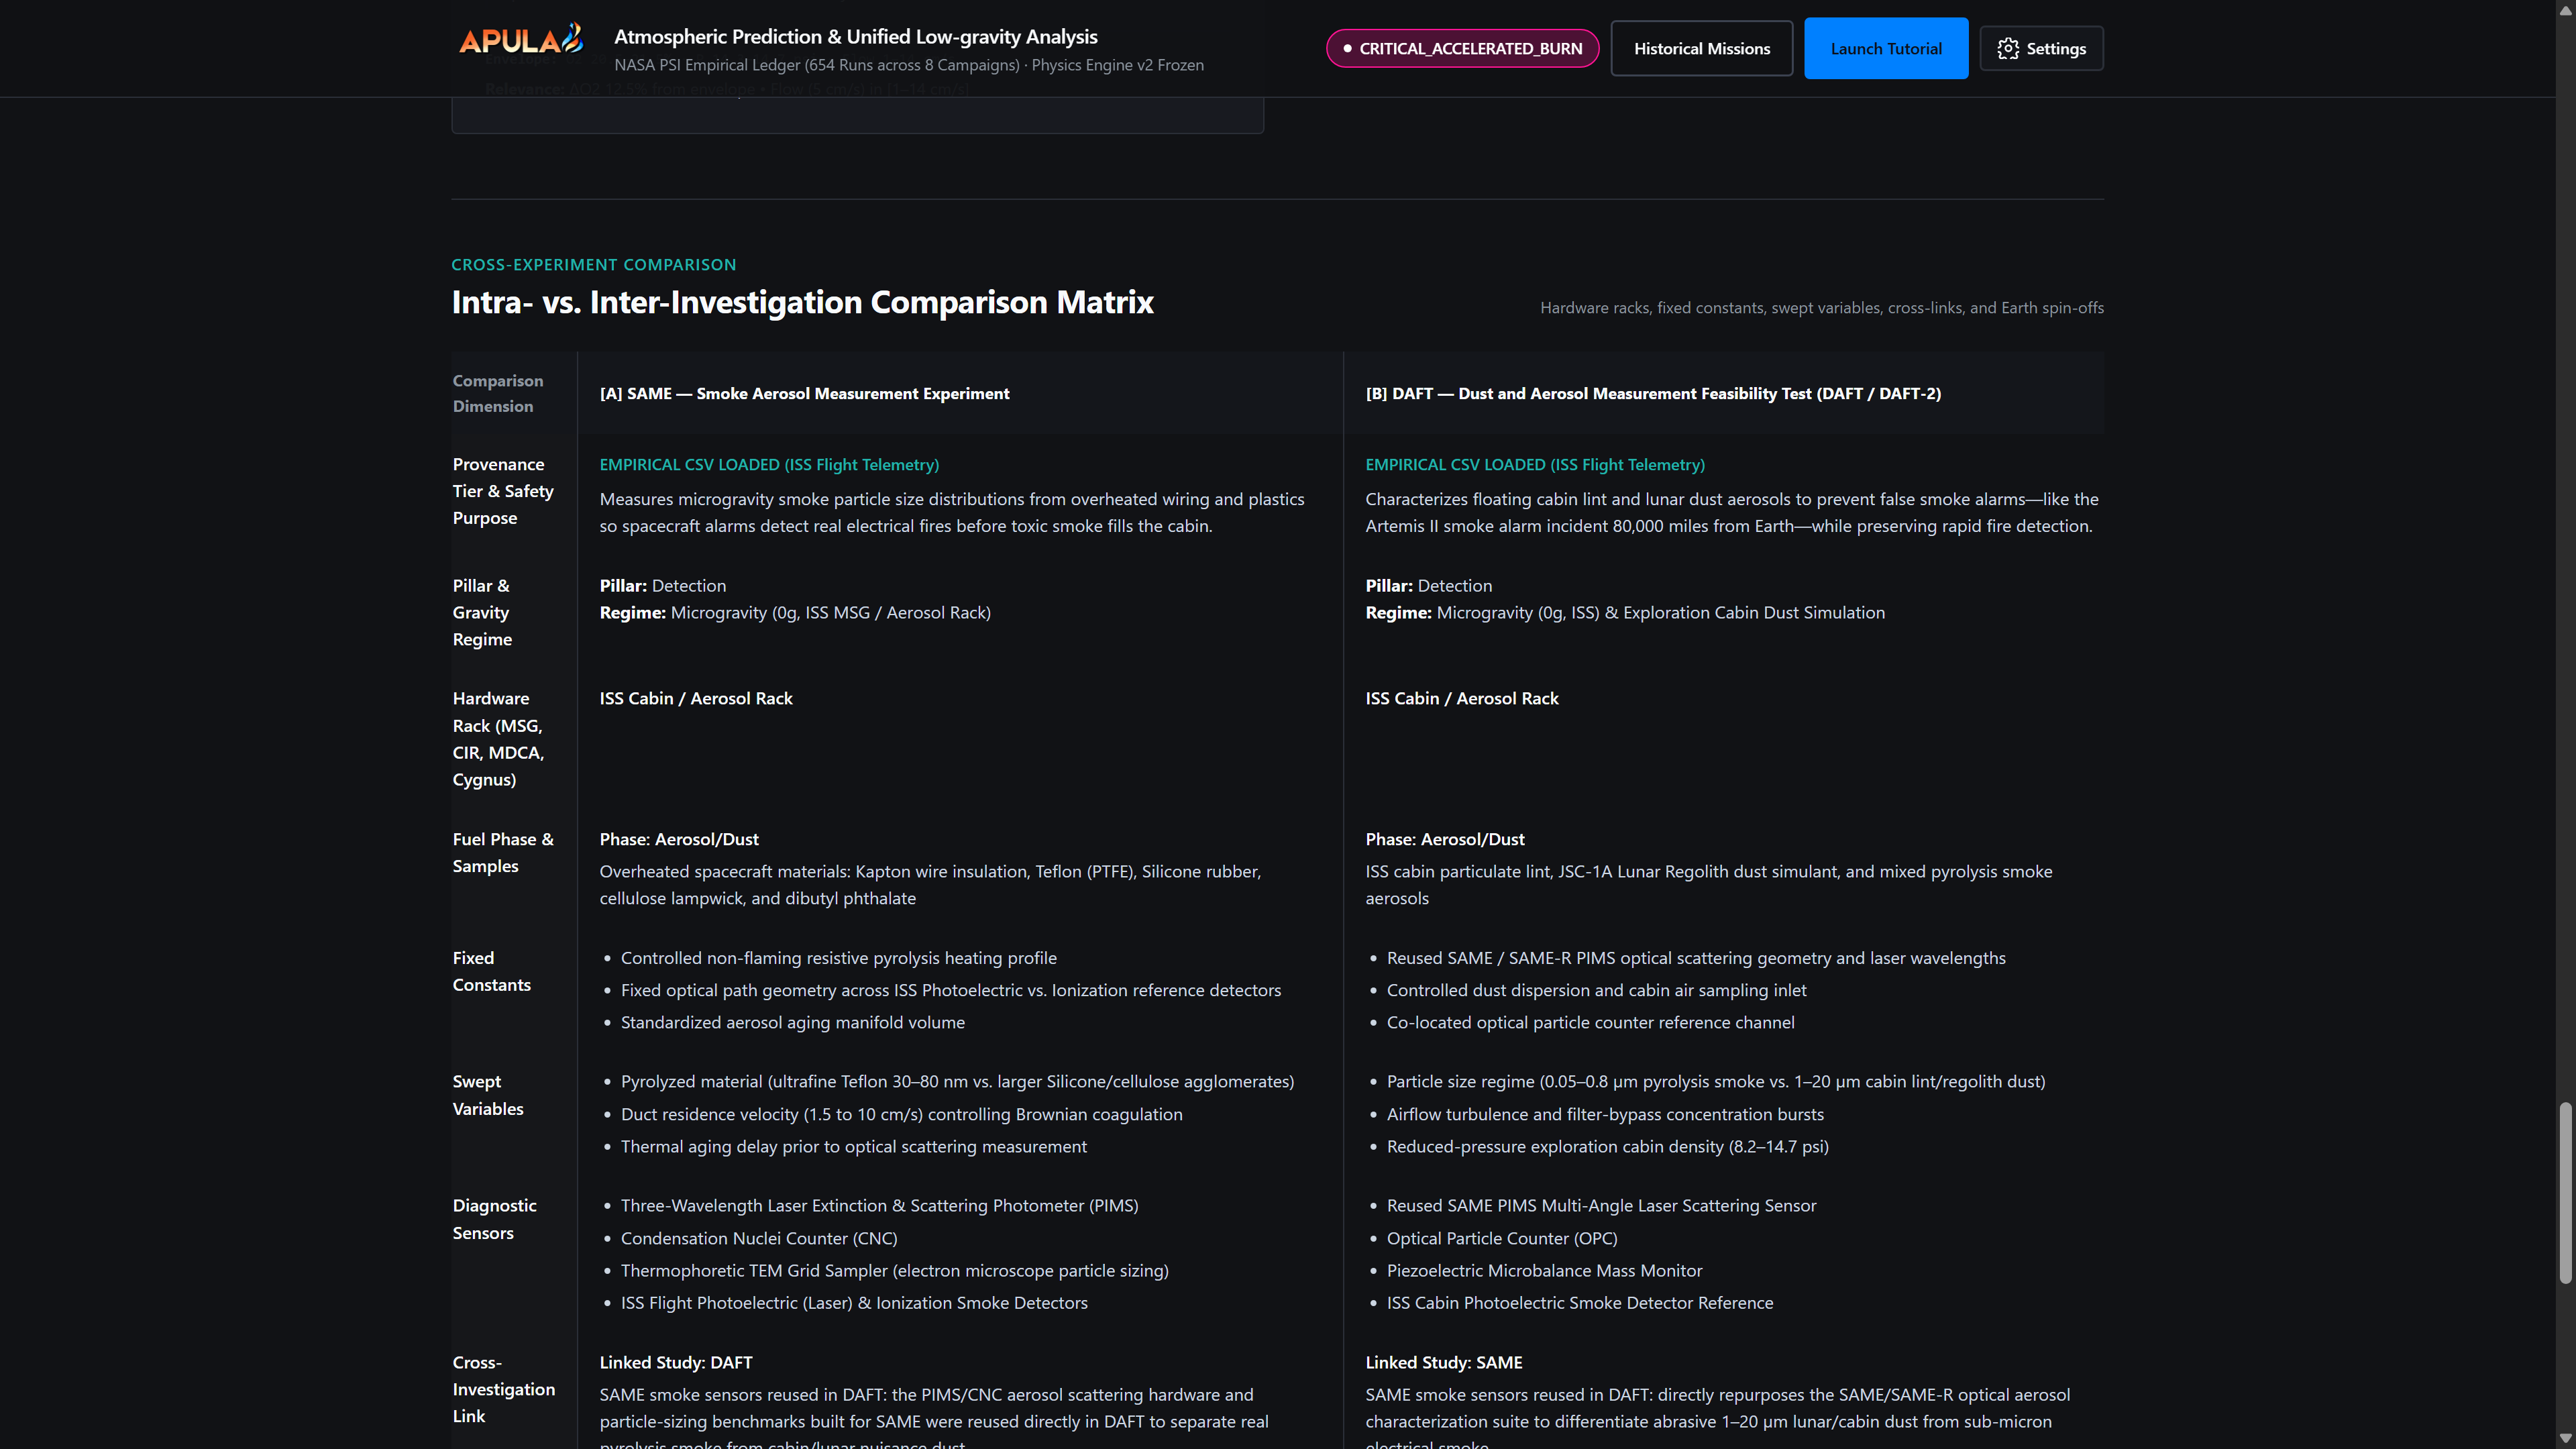 APULA
Atmospheric Prediction & Unified Low-gravity Analysis
NASA PSI Empirical Ledger (654 Runs across 8 Campaigns) · Physics Engine v2 Frozen
CRITICAL_ACCELERATED_BURN
Historical Missions
Launch Tutorial
Settings
Envelope:
Relevance: ΔO2 12.5% from envelope • Flow (5 cm/s) in [1–14 cm/s]
CROSS-EXPERIMENT COMPARISON
Intra- vs. Inter-Investigation Comparison Matrix
Hardware racks, fixed constants, swept variables, cross-links, and Earth spin-offs
Comparison
Dimension
[A] SAME — Smoke Aerosol Measurement Experiment
[B] DAFT — Dust and Aerosol Measurement Feasibility Test (DAFT / DAFT-2)
Provenance
Tier & Safety
Purpose
EMPIRICAL CSV LOADED (ISS Flight Telemetry)
Measures microgravity smoke particle size distributions from overheated wiring and plastics
so spacecraft alarms detect real electrical fires before toxic smoke fills the cabin.
EMPIRICAL CSV LOADED (ISS Flight Telemetry)
Characterizes floating cabin lint and lunar dust aerosols to prevent false smoke alarms—like the
Artemis II smoke alarm incident 80,000 miles from Earth—while preserving rapid fire detection.
Pillar &
Gravity
Regime
Pillar: Detection
Regime: Microgravity (0g, ISS MSG / Aerosol Rack)
Pillar: Detection
Regime: Microgravity (0g, ISS) & Exploration Cabin Dust Simulation
Hardware
Rack (MSG,
CIR, MDCA,
Cygnus)
ISS Cabin / Aerosol Rack
ISS Cabin / Aerosol Rack
Fuel Phase &
Samples
Phase: Aerosol/Dust
Overheated spacecraft materials: Kapton wire insulation, Teflon (PTFE), Silicone rubber,
cellulose lampwick, and dibutyl phthalate
Phase: Aerosol/Dust
ISS cabin particulate lint, JSC-1A Lunar Regolith dust simulant, and mixed pyrolysis smoke
aerosols
Fixed
Constants
• Controlled non-flaming resistive pyrolysis heating profile
• Fixed optical path geometry across ISS Photoelectric vs. Ionization reference detectors
• Standardized aerosol aging manifold volume
• Reused SAME / SAME-R PIMS optical scattering geometry and laser wavelengths
• Controlled dust dispersion and cabin air sampling inlet
• Co-located optical particle counter reference channel
Swept
Variables
• Pyrolyzed material (ultrafine Teflon 30–80 nm vs. larger Silicone/cellulose agglomerates)
• Duct residence velocity (1.5 to 10 cm/s) controlling Brownian coagulation
• Thermal aging delay prior to optical scattering measurement
• Particle size regime (0.05–0.8 µm pyrolysis smoke vs. 1–20 µm cabin lint/regolith dust)
• Airflow turbulence and filter-bypass concentration bursts
• Reduced-pressure exploration cabin density (8.2–14.7 psi)
Diagnostic
Sensors
• Three-Wavelength Laser Extinction & Scattering Photometer (PIMS)
• Condensation Nuclei Counter (CNC)
• Thermophoretic TEM Grid Sampler (electron microscope particle sizing)
• ISS Flight Photoelectric (Laser) & Ionization Smoke Detectors
• Reused SAME PIMS Multi-Angle Laser Scattering Sensor
• Optical Particle Counter (OPC)
• Piezoelectric Microbalance Mass Monitor
• ISS Cabin Photoelectric Smoke Detector Reference
Cross-
Investigation
Link
Linked Study: DAFT
SAME smoke sensors reused in DAFT: the PIMS/CNC aerosol scattering hardware and
particle-sizing benchmarks built for SAME were reused directly in DAFT to separate real
pyrolysis smoke from cabin/lunar nuisance dust
Linked Study: SAME
SAME smoke sensors reused in DAFT: directly repurposes the SAME/SAME-R optical aerosol
characterization suite to differentiate abrasive 1–20 µm lunar/cabin dust from sub-micron
electrical smoke